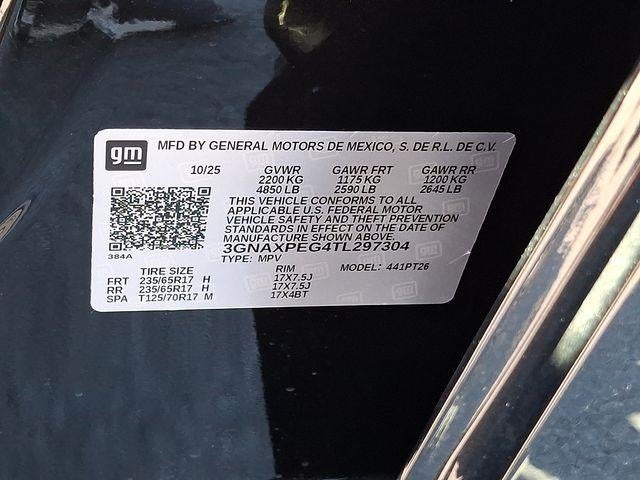 gm MFD BY GENERAL MOTORS DE MEXICO, S. DE R.L. DE C.V.
10/25 GVWR GAWR FRT GAWR RR
2200 KG 1175 KG 1200 KG
4850 LB 2590 LB 2645 LB
THIS VEHICLE CONFORMS TO ALL
APPLICABLE U.S. FEDERAL MOTOR
VEHICLE SAFETY AND THEFT PREVENTION
STANDARDS IN EFFECT ON THE DATE OF
MANUFACTURE SHOWN ABOVE.
3GNAXPEG4TL297304
384A
TYPE: MPV
TIRE SIZE RIM MODEL: 441PT26
FRT 235/65R17 H 17X7.5J
RR 235/65R17 H 17X7.5J
SPA T125/70R17 M 17X4BT